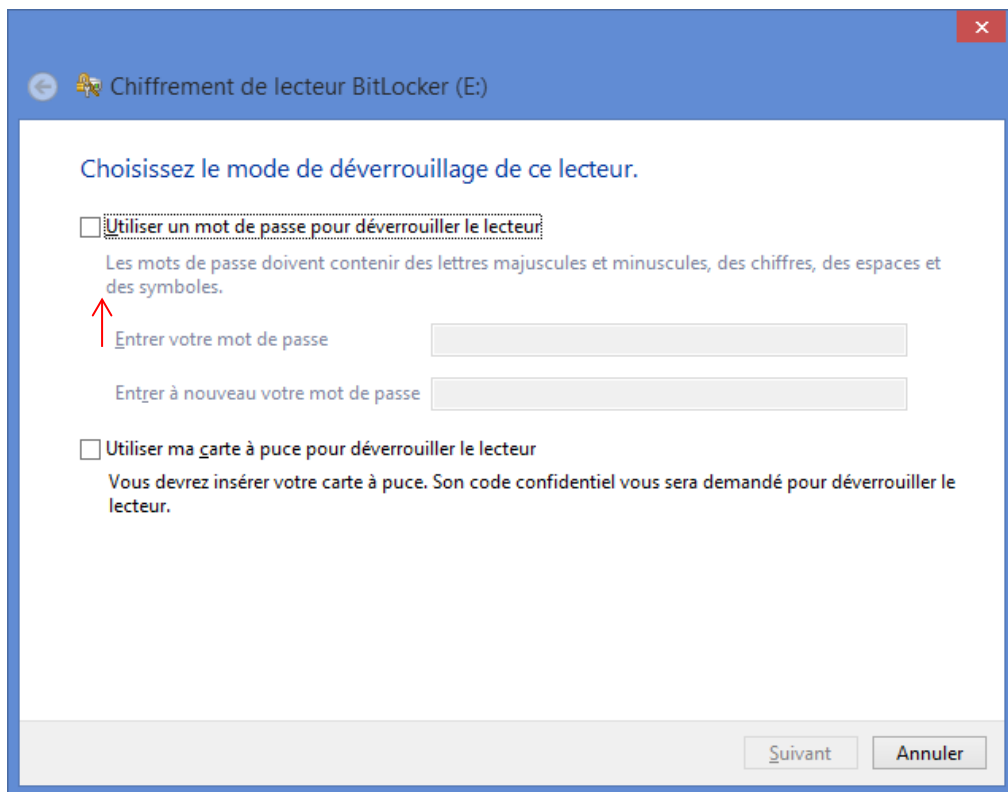 Chiffrement de lecteur BitLocker (E:)
Choisissez le mode de déverrouillage de ce lecteur.
Utiliser un mot de passe pour déverrouiller le lecteur
Les mots de passe doivent contenir des lettres majuscules et minuscules, des chiffres, des espaces et
des symboles.
Entrer votre mot de passe
Entrer à nouveau votre mot de passe
Utiliser ma carte à puce pour déverrouiller le lecteur
Vous devrez insérer votre carte à puce. Son code confidentiel vous sera demandé pour déverrouiller le
lecteur.
Suivant
Annuler